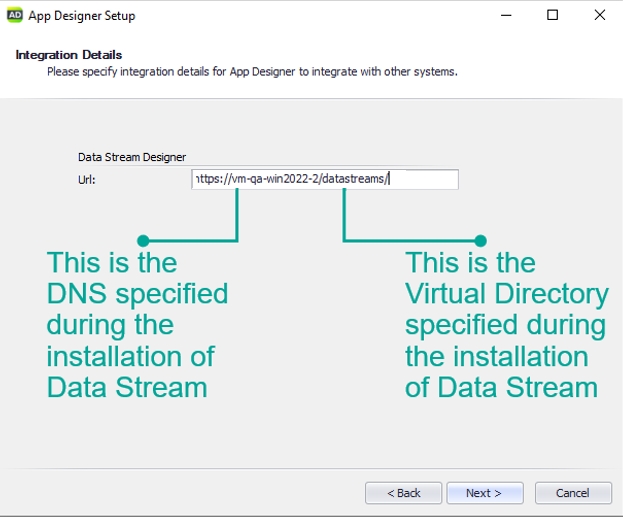 AD App Designer Setup
Integration Details
Please specify integration details for App Designer to integrate with other systems.
Data Stream Designer
Url: https://vm-qa-win2022-2/datastreams/
This is the
DNS specified
during the
installation of
Data Stream
This is the
Virtual Directory
specified during
the installation
of Data Stream
< Back Next > Cancel